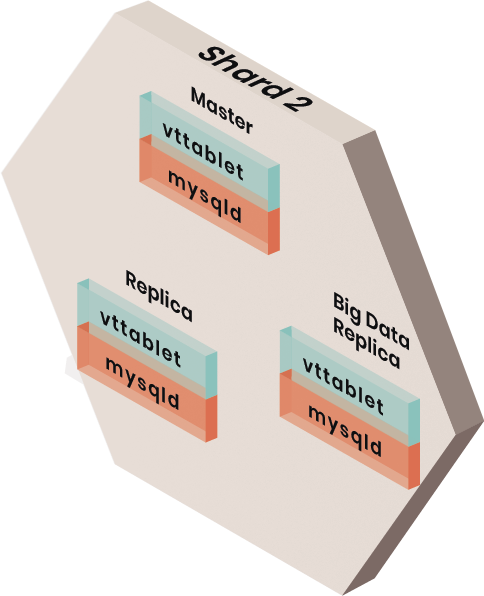 Shard 2
Master
vttablet
mysqld
Replica
vttablet
mysqld
Big Data
Replica
vttablet
mysqld